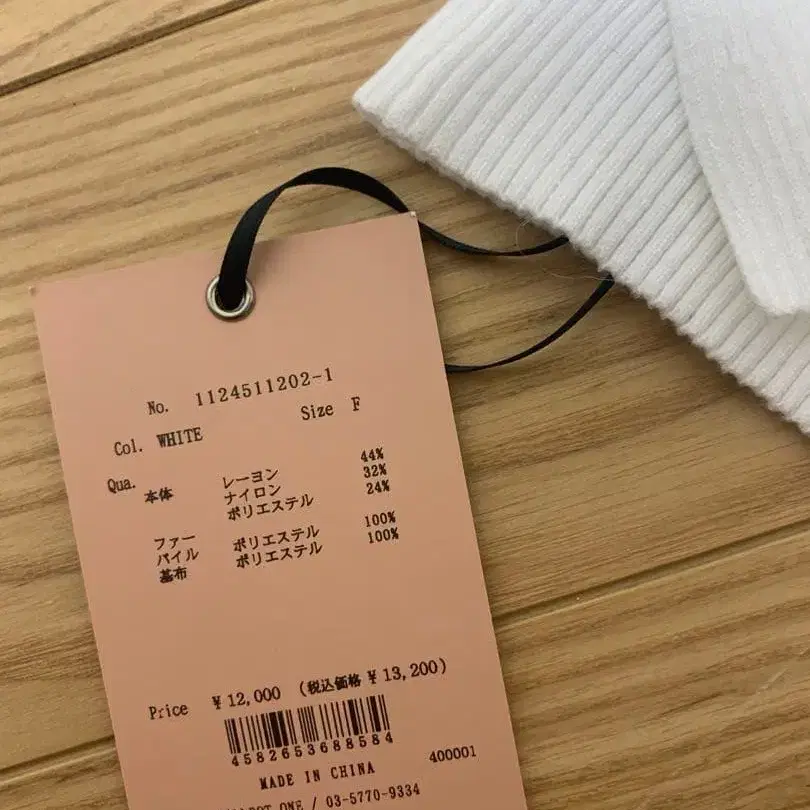 No. 1124511202-1
Col. WHITE Size F
Qua. 本体 レーヨン 44%
ナイロン 32%
ポリエステル 24%
ファー
パイル ポリエステル 100%
基布 ポリエステル 100%
Price ¥12,000 (税込価格 ¥13,200)
4582653688584
MADE IN CHINA 400001
ONE / 03-5770-9334